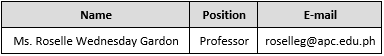 Name Position E-mail
Ms. Roselle Wednesday Gardon Professor roselleg@apc.edu.ph